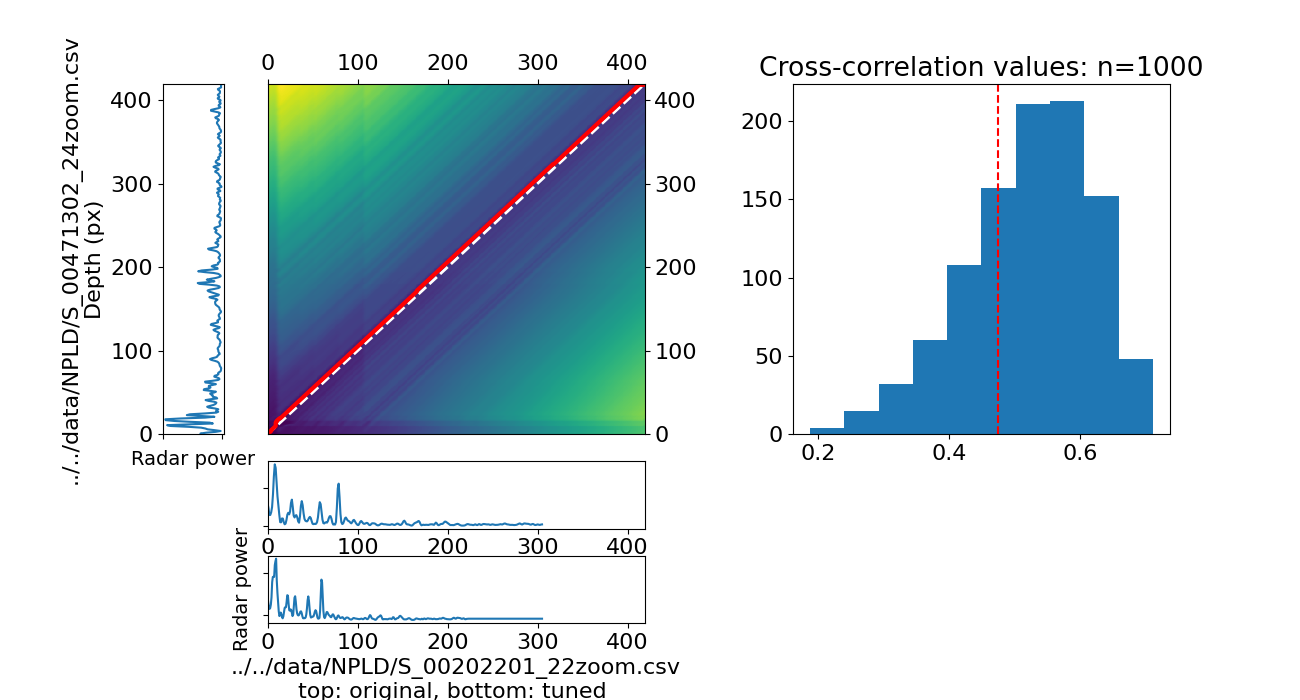 ../../data/NPLD/S_00471302_24zoom.csv
Depth (px)
400
300
200
100
0
Radar power
0 100 200 300 400
400
300
200
100
0
0 100 200 300 400
Radar power
0 100 200 300 400
../../data/NPLD/S_00202201_22zoom.csv
top: original, bottom: tuned
Cross-correlation values: n=1000
200
150
100
50
0
0.2 0.4 0.6